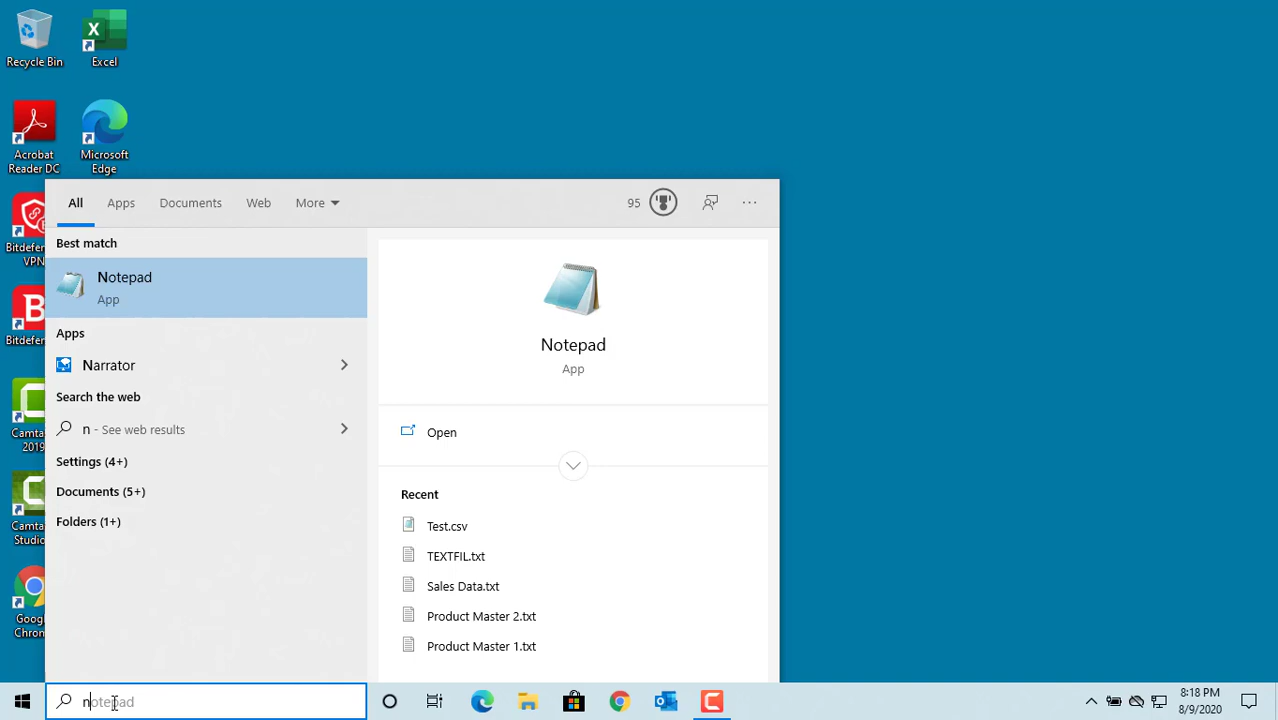 Recycle Bin
Excel
Acrobat
Reader DC
Microsoft
Edge
Bitdefen
VPN
Bitdefen
Camta
2019
Camta
Studio
Goog
Chron
All
Apps
Documents
Web
More
95
Best match
Notepad
App
Apps
Narrator
Search the web
n - See web results
Settings (4+)
Documents (5+)
Folders (1+)
Notepad
App
Open
Recent
Test.csv
TEXTFIL.txt
Sales Data.txt
Product Master 2.txt
Product Master 1.txt
notepad
8:18 PM
8/9/2020